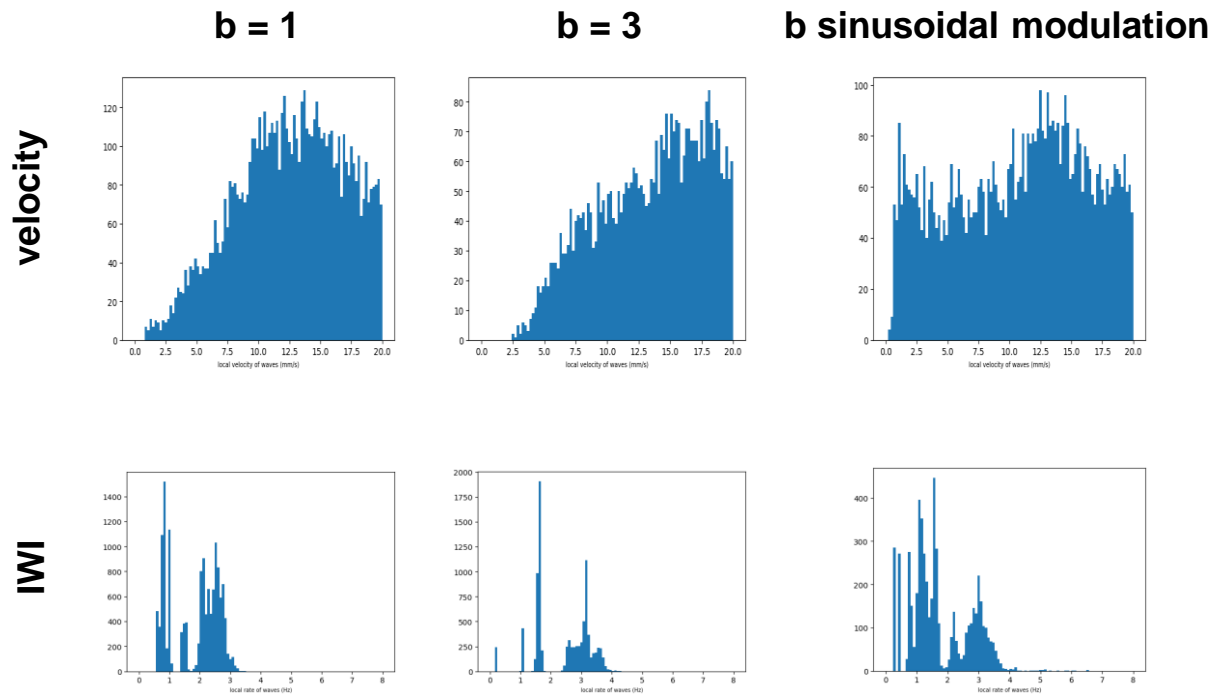 b = 1
b = 3
b sinusoidal modulation
velocity
120
100
80
60
40
20
0
0.0 2.5 5.0 7.5 10.0 12.5 15.0 17.5 20.0
local velocity of waves (mm/s)
80
70
60
50
40
30
20
10
0
0.0 2.5 5.0 7.5 10.0 12.5 15.0 17.5 20.0
local velocity of waves (mm/s)
100
80
60
40
20
0
0.0 2.5 5.0 7.5 10.0 12.5 15.0 17.5 20.0
local velocity of waves (mm/s)
IWI
1400
1200
1000
800
600
400
200
0
0 1 2 3 4 5 6 7 8
local rate of waves (Hz)
2000
1750
1500
1250
1000
750
500
250
0
0 1 2 3 4 5 6 7 8
local rate of waves (Hz)
400
300
200
100
0
0 1 2 3 4 5 6 7 8
local rate of waves (Hz)